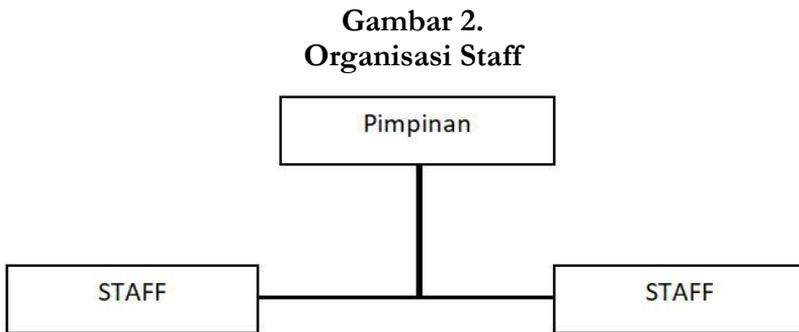 Gambar 2.
Organisasi Staff
Pimpinan
STAFF
STAFF